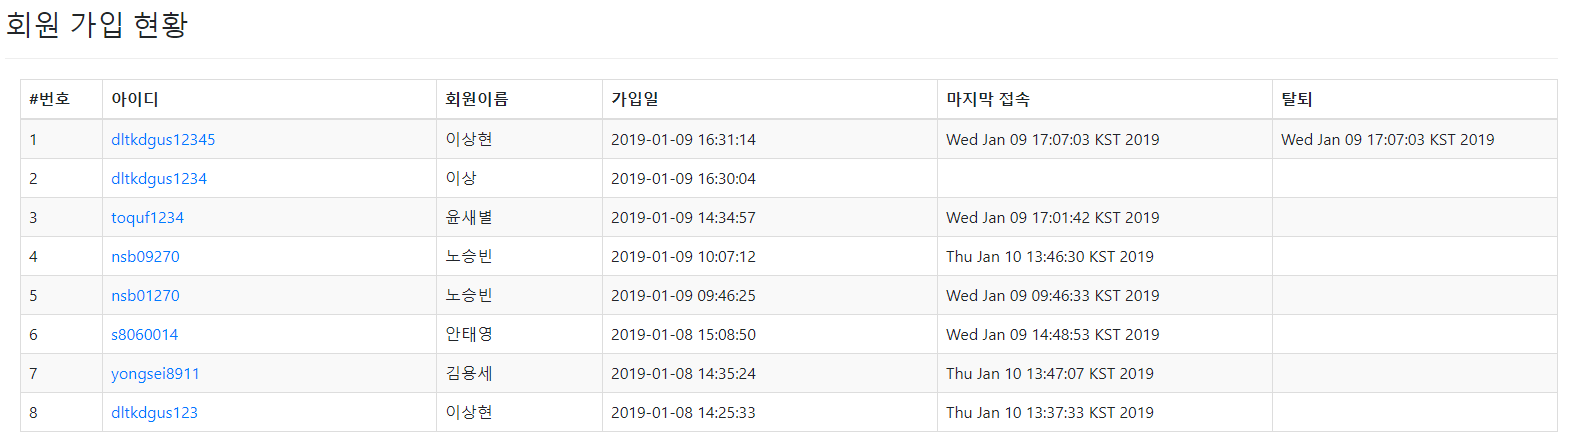 회원 가입 현황
#번호 아이디 회원이름 가입일 마지막 접속 탈퇴
1 dltkdgus12345 이상현 2019-01-09 16:31:14 Wed Jan 09 17:07:03 KST 2019 Wed Jan 09 17:07:03 KST 2019
2 dltkdgus1234 이상 2019-01-09 16:30:04
3 toquf1234 윤새별 2019-01-09 14:34:57 Wed Jan 09 17:01:42 KST 2019
4 nsb09270 노승빈 2019-01-09 10:07:12 Thu Jan 10 13:46:30 KST 2019
5 nsb01270 노승빈 2019-01-09 09:46:25 Wed Jan 09 09:46:33 KST 2019
6 s8060014 안태영 2019-01-08 15:08:50 Wed Jan 09 14:48:53 KST 2019
7 yongsei8911 김용세 2019-01-08 14:35:24 Thu Jan 10 13:47:07 KST 2019
8 dltkdgus123 이상현 2019-01-08 14:25:33 Thu Jan 10 13:37:33 KST 2019